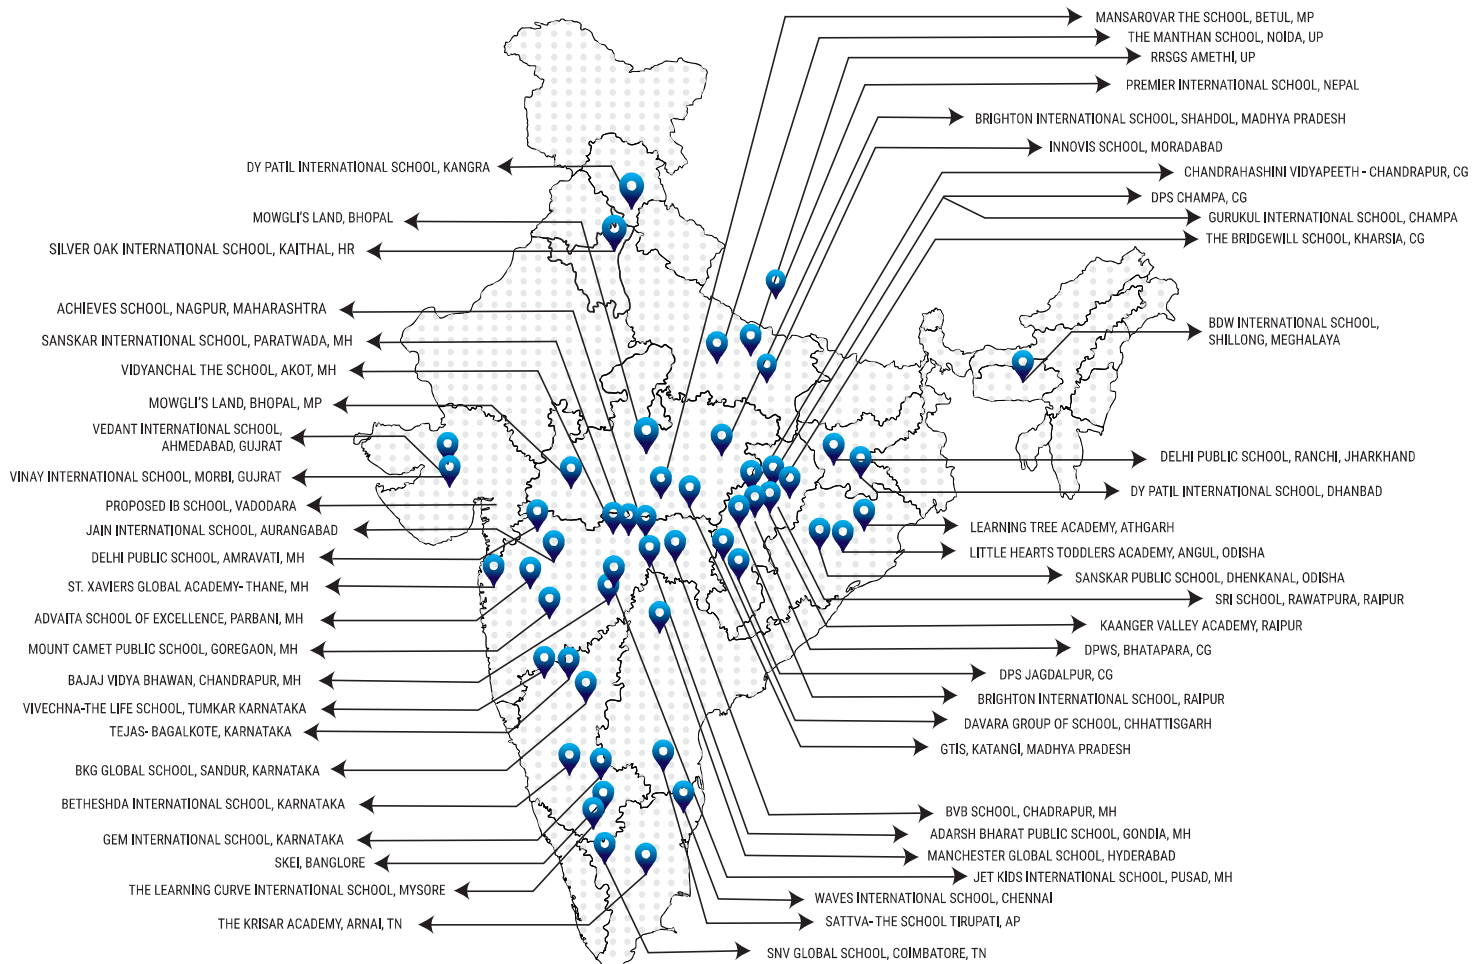 MANSAROVAR THE SCHOOL, BETUL, MP
THE MANTHAN SCHOOL, NOIDA, UP
RRSGS AMETHI, UP
PREMIER INTERNATIONAL SCHOOL, NEPAL
BRIGHTON INTERNATIONAL SCHOOL, SHAHDOL, MADHYA PRADESH
INNOVIS SCHOOL, MORADABAD
CHANDRAHASHINI VIDYAPEETH - CHANDRAPUR, CG
DPS CHAMPA, CG
GURUKUL INTERNATIONAL SCHOOL, CHAMPA
THE BRIDGEWILL SCHOOL, KHARSIA, CG
BDW INTERNATIONAL SCHOOL,
SHILLONG, MEGHALAYA
DELHI PUBLIC SCHOOL, RANCHI, JHARKHAND
DY PATIL INTERNATIONAL SCHOOL, DHANBAD
LEARNING TREE ACADEMY, ATHGARH
LITTLE HEARTS TODDLERS ACADEMY, ANGUL, ODISHA
SANSKAR PUBLIC SCHOOL, DHENKANAL, ODISHA
SRI SCHOOL, RAWATPURA, RAIPUR
KAANGER VALLEY ACADEMY, RAIPUR
DPWS, BHATAPARA, CG
DPS JAGDALPUR, CG
BRIGHTON INTERNATIONAL SCHOOL, RAIPUR
DAVARA GROUP OF SCHOOL, CHHATTISGARH
GTIS, KATANGI, MADHYA PRADESH
BVB SCHOOL, CHADRAPUR, MH
ADARSH BHARAT PUBLIC SCHOOL, GONDIA, MH
MANCHESTER GLOBAL SCHOOL, HYDERABAD
JET KIDS INTERNATIONAL SCHOOL, PUSAD, MH
WAVES INTERNATIONAL SCHOOL, CHENNAI
SATTVA- THE SCHOOL TIRUPATI, AP
SNV GLOBAL SCHOOL, COIMBATORE, TN
DY PATIL INTERNATIONAL SCHOOL, KANGRA
MOWGLI'S LAND, BHOPAL
SILVER OAK INTERNATIONAL SCHOOL, KAITHAL, HR
ACHIEVES SCHOOL, NAGPUR, MAHARASHTRA
SANSKAR INTERNATIONAL SCHOOL, PARATWADA, MH
VIDYANCHAL THE SCHOOL, AKOT, MH
MOWGLI'S LAND, BHOPAL, MP
VEDANT INTERNATIONAL SCHOOL,
AHMEDABAD, GUJRAT
VINAY INTERNATIONAL SCHOOL, MORBI, GUJRAT
PROPOSED IB SCHOOL, VADODARA
JAIN INTERNATIONAL SCHOOL, AURANGABAD
DELHI PUBLIC SCHOOL, AMRAVATI, MH
ST. XAVIERS GLOBAL ACADEMY- THANE, MH
ADVAITA SCHOOL OF EXCELLENCE, PARBANI, MH
MOUNT CAMET PUBLIC SCHOOL, GOREGAON, MH
BAJAJ VIDYA BHAWAN, CHANDRAPUR, MH
VIVECHNA-THE LIFE SCHOOL, TUMKAR KARNATAKA
TEJAS- BAGALKOTE, KARNATAKA
BKG GLOBAL SCHOOL, SANDUR, KARNATAKA
BETHESHDA INTERNATIONAL SCHOOL, KARNATAKA
GEM INTERNATIONAL SCHOOL, KARNATAKA
SKEI, BANGLORE
THE LEARNING CURVE INTERNATIONAL SCHOOL, MYSORE
THE KRISAR ACADEMY, ARNAI, TN